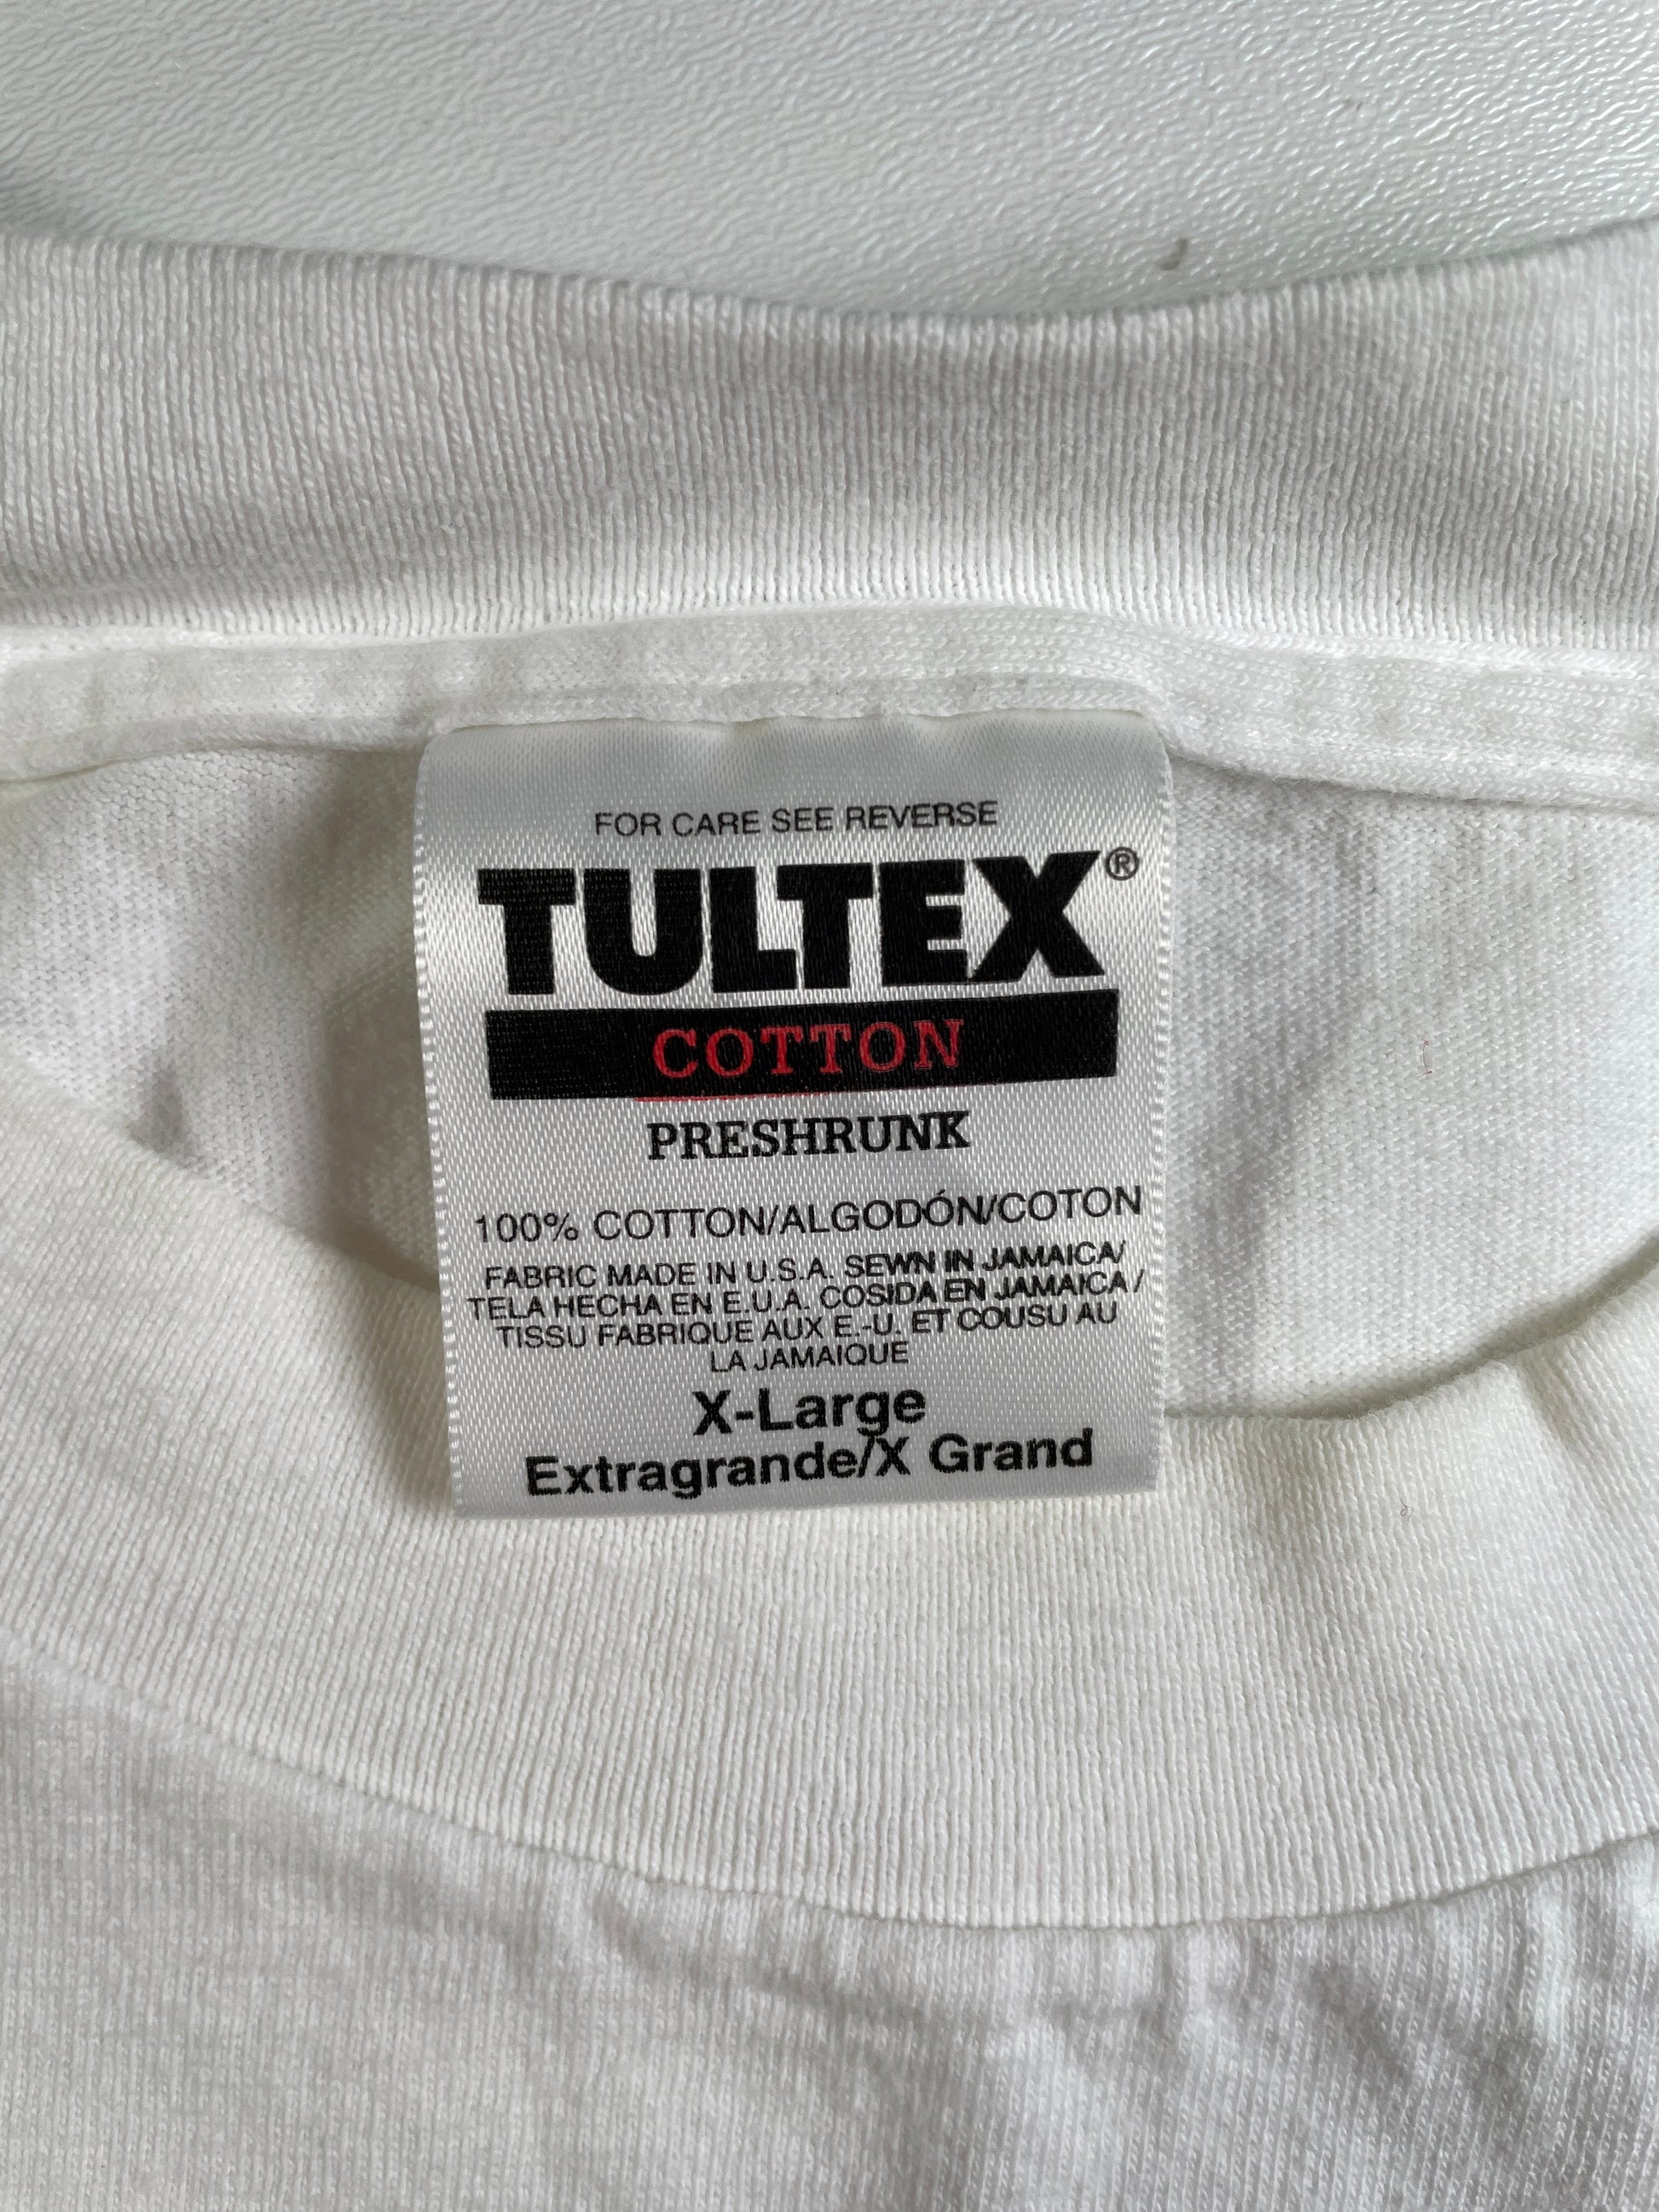 FOR CARE SEE REVERSE
TULTEX®
COTTON
PRESHRUNK
100% COTTON/ALGODÓN/COTON
FABRIC MADE IN U.S.A. SEWN IN JAMAICA/
TELA HECHA EN E.U.A. COSIDA EN JAMAICA/
TISSU FABRIQUE AUX E.-U. ET COUSU AU
LA JAMAIQUE
X-Large
Extragrande/X Grand